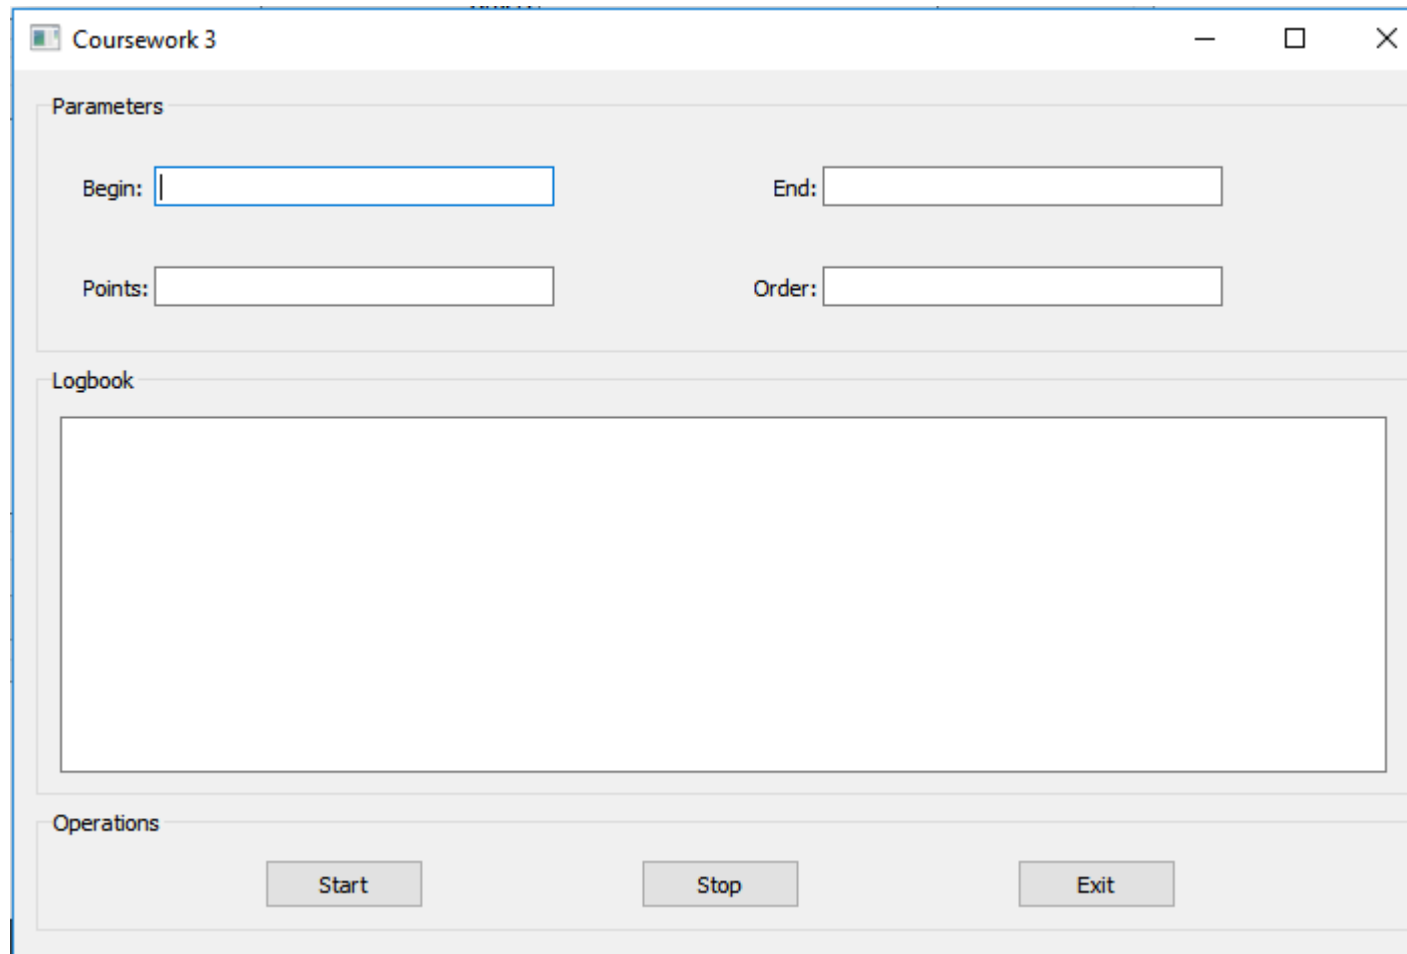 Coursework 3
Parameters
Begin: End:
Points: Order:
Logbook
Operations
Start Stop Exit